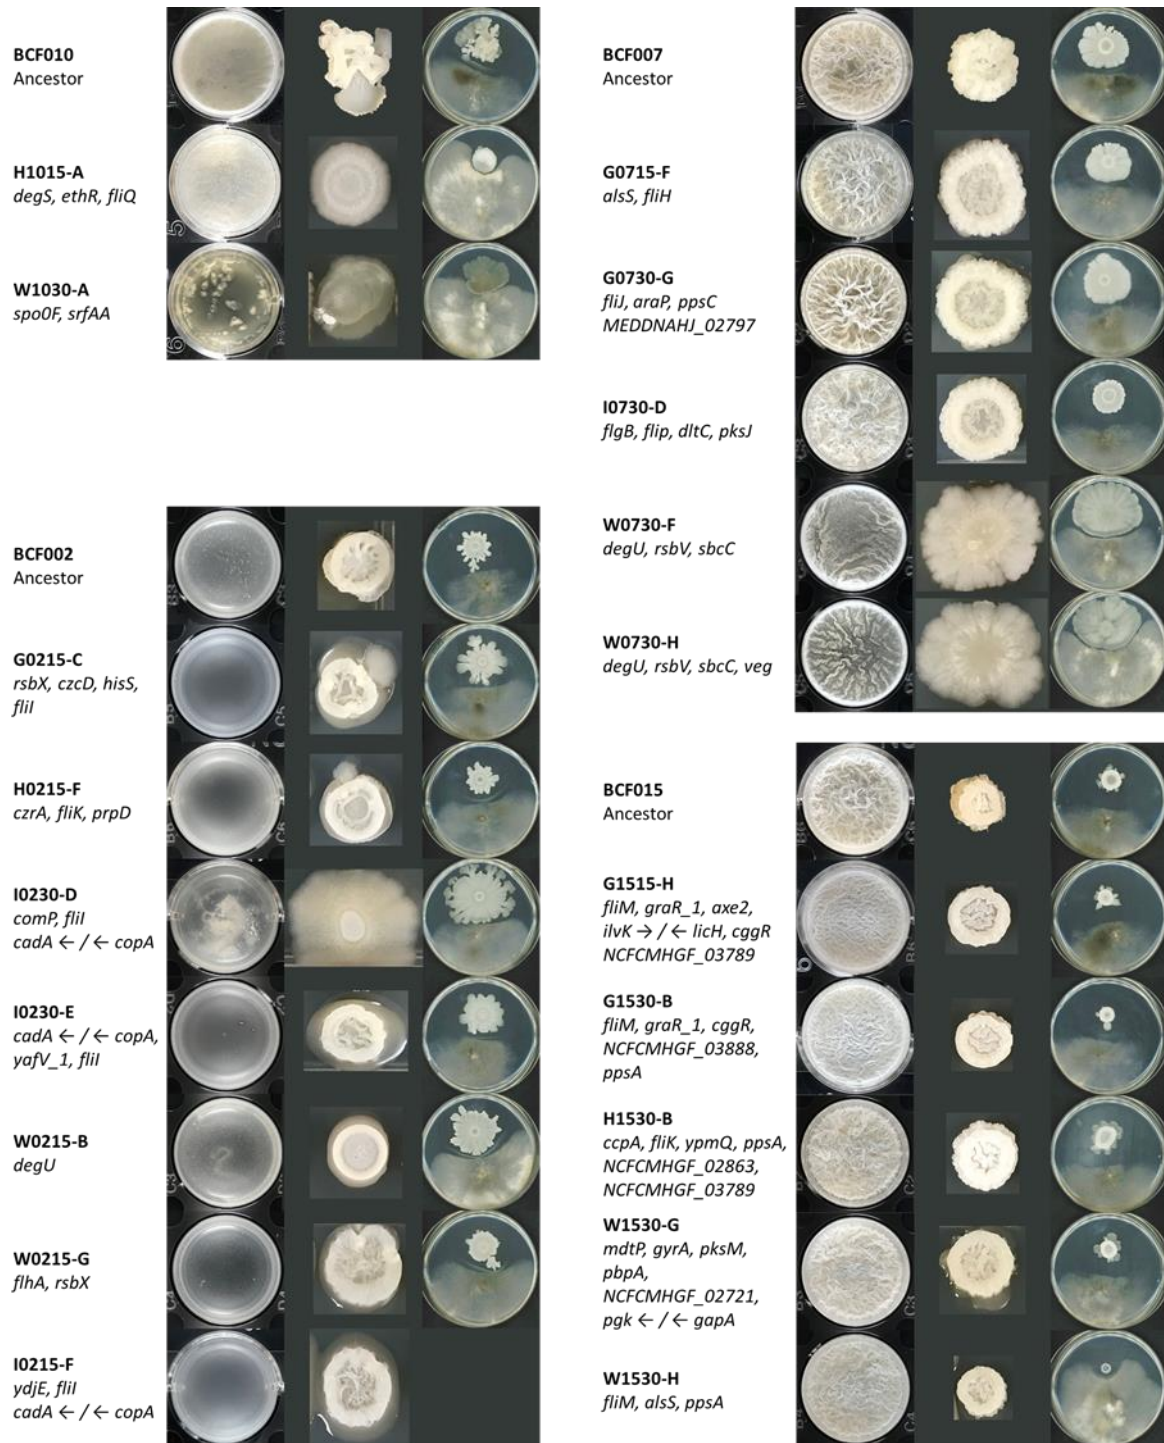 BCF010
Ancestor
H1015-A
degS, ethR, fliQ
W1030-A
spo0F, srfAA
BCF002
Ancestor
G0215-C
rsbX, czcD, hisS,
fliI
H0215-F
czrA, fliK, prpD
I0230-D
comP, fliI
cadA ← / ← copA
I0230-E
cadA ← / ← copA,
yafV_1, fliI
W0215-B
degU
W0215-G
flhA, rsbX
I0215-F
ydjE, fliI
cadA ← / ← copA
BCF007
Ancestor
G0715-F
alsS, fliH
G0730-G
fliJ, araP, ppsC
MEDDNAHJ_02797
I0730-D
flgB, flip, dltC, pksJ
W0730-F
degU, rsbV, sbcC
W0730-H
degU, rsbV, sbcC, veg
BCF015
Ancestor
G1515-H
fliM, graR_1, axe2,
ilvK → / ← licH, cggR
NCFCMHGF_03789
G1530-B
fliM, graR_1, cggR,
NCFCMHGF_03888,
ppsA
H1530-B
ccpA, fliK, ypmQ, ppsA,
NCFCMHGF_02863,
NCFCMHGF_03789
W1530-G
mdtP, gyrA, pksM,
pbpA,
NCFCMHGF_02721,
pgk ← / ← gapA
W1530-H
fliM, alsS, ppsA